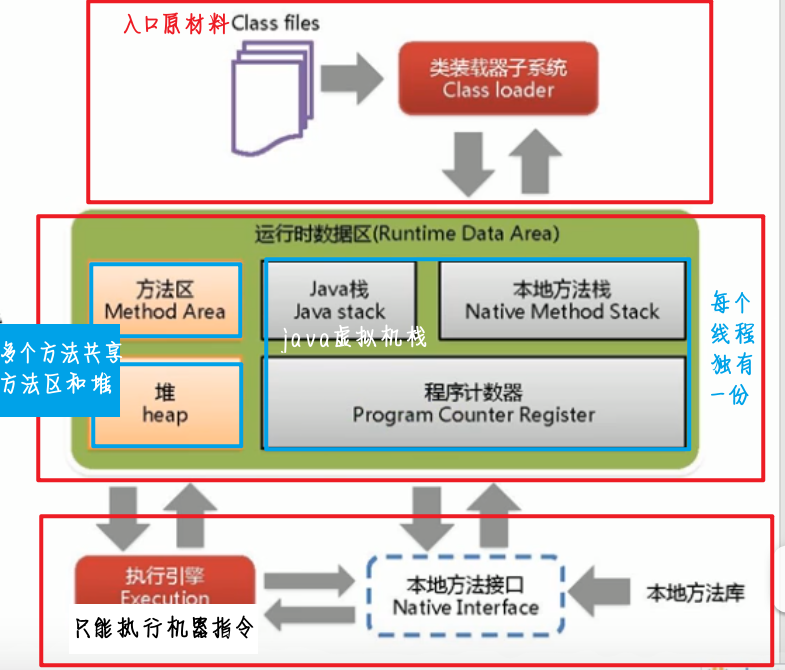 入口原材料
Class files
类装载器子系统
Class loader
运行时数据区(Runtime Data Area)
方法区
Method Area
Java栈
Java stack
本地方法栈
Native Method Stack
java虚拟机栈
每个
线程
独有
一份
多个方法共享
方法区和堆
堆
heap
程序计数器
Program Counter Register
执行引擎
Execution
只能执行机器指令
本地方法接口
Native Interface
本地方法库